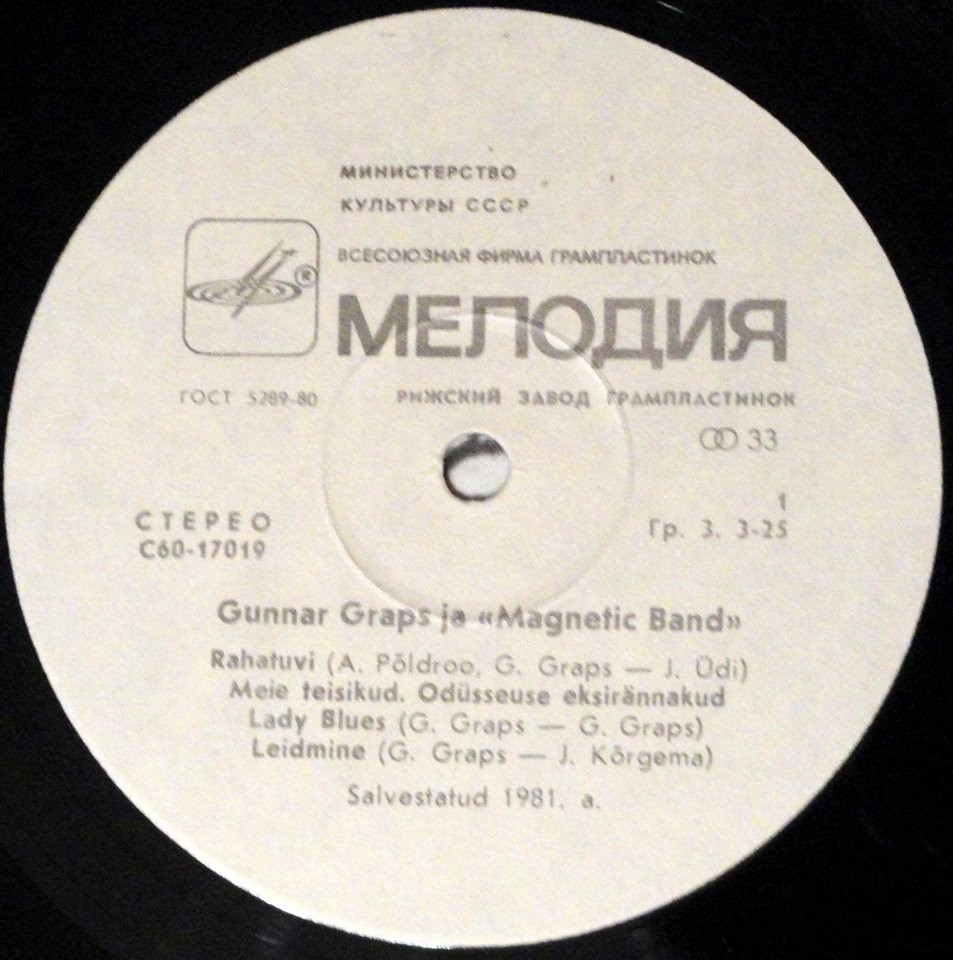 МИНИСТЕРСТВО
КУЛЬТУРЫ СССР
ВСЕСОЮЗНАЯ ФИРМА ГРАМПЛАСТИНОК
®
МЕЛОДИЯ
ГОСТ 5289-80 РИЖСКИЙ ЗАВОД ГРАМПЛАСТИНОК
33
1
СТЕРЕО Гр. 3. 3-25
С60-17019
Gunnar Graps ja «Magnetic Band»
Rahatuvi (A. Põldroo, G. Graps — J. Üdi)
Meie teisikud. Odüsseuse eksirännakud
Lady Blues (G. Graps — G. Graps)
Leidmine (G. Graps — J. Kõrgema)
Salvestatud 1981. a.